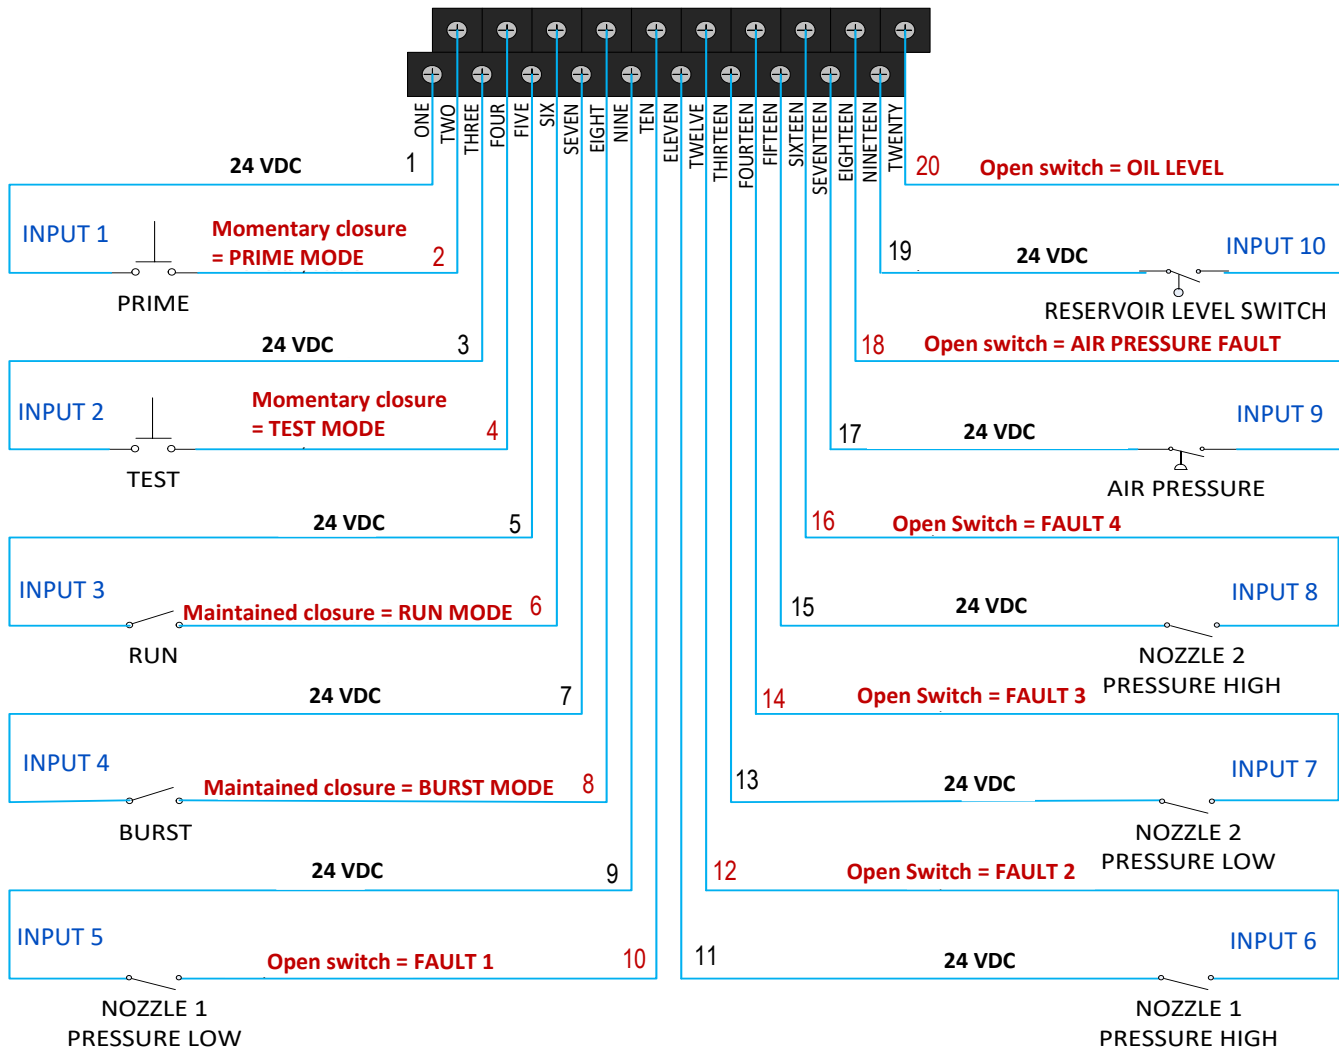 ONE
TWO
THREE
FOUR
FIVE
SIX
SEVEN
EIGHT
NINE
TEN
ELEVEN
TWELVE
THIRTEEN
FOURTEEN
FIFTEEN
SIXTEEN
SEVENTEEN
EIGHTEEN
NINETEEN
TWENTY
24 VDC 1
INPUT 1
Momentary closure
= PRIME MODE 2
PRIME
24 VDC 3
INPUT 2
Momentary closure
= TEST MODE 4
TEST
24 VDC 5
INPUT 3
Maintained closure = RUN MODE 6
RUN
24 VDC 7
INPUT 4
Maintained closure = BURST MODE 8
BURST
24 VDC 9
INPUT 5
Open switch = FAULT 1 10
NOZZLE 1
PRESSURE LOW
20 Open switch = OIL LEVEL
19 24 VDC INPUT 10
RESERVOIR LEVEL SWITCH
18 Open switch = AIR PRESSURE FAULT
INPUT 9
17 24 VDC
AIR PRESSURE
16 Open Switch = FAULT 4
INPUT 8
15 24 VDC
NOZZLE 2
PRESSURE HIGH
14 Open Switch = FAULT 3
INPUT 7
13 24 VDC
NOZZLE 2
PRESSURE LOW
12 Open Switch = FAULT 2
INPUT 6
11 24 VDC
NOZZLE 1
PRESSURE HIGH